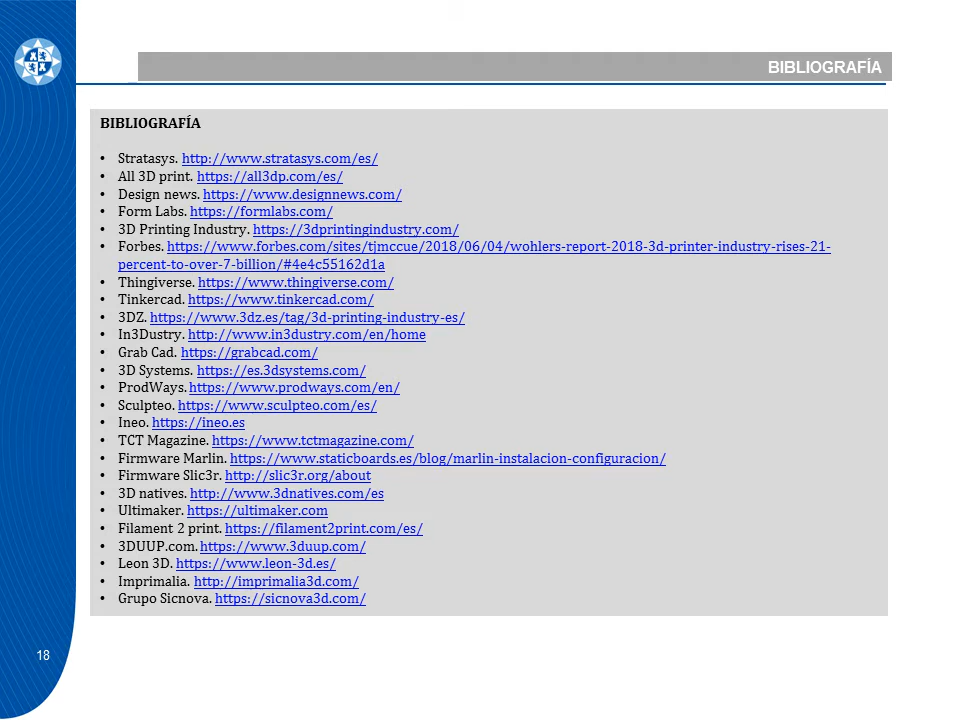 BIBLIOGRAFÍA
BIBLIOGRAFÍA
• Stratasys. http://www.stratasys.com/es/
• All 3D print. https://all3dp.com/es/
• Design news. https://www.designnews.com/
• Form Labs. https://formlabs.com/
• 3D Printing Industry. https://3dprintingindustry.com/
• Forbes. https://www.forbes.com/sites/tjmccue/2018/06/04/wohlers-report-2018-3d-printer-industry-rises-21-
percent-to-over-7-billion/#4e4c55162d1a
• Thingiverse. https://www.thingiverse.com/
• Tinkercad. https://www.tinkercad.com/
• 3DZ. https://www.3dz.es/tag/3d-printing-industry-es/
• In3Dustry. http://www.in3dustry.com/en/home
• Grab Cad. https://grabcad.com/
• 3D Systems. https://es.3dsystems.com/
• ProdWays. https://www.prodways.com/en/
• Sculpteo. https://www.sculpteo.com/es/
• Ineo. https://ineo.es
• TCT Magazine. https://www.tctmagazine.com/
• Firmware Marlin. https://www.staticboards.es/blog/marlin-instalacion-configuracion/
• Firmware Slic3r. http://slic3r.org/about
• 3D natives. http://www.3dnatives.com/es
• Ultimaker. https://ultimaker.com
• Filament 2 print. https://filament2print.com/es/
• 3DUUP.com. https://www.3duup.com/
• Leon 3D. https://www.leon-3d.es/
• Imprimalia. http://imprimalia3d.com/
• Grupo Sicnova. https://sicnova3d.com/
18